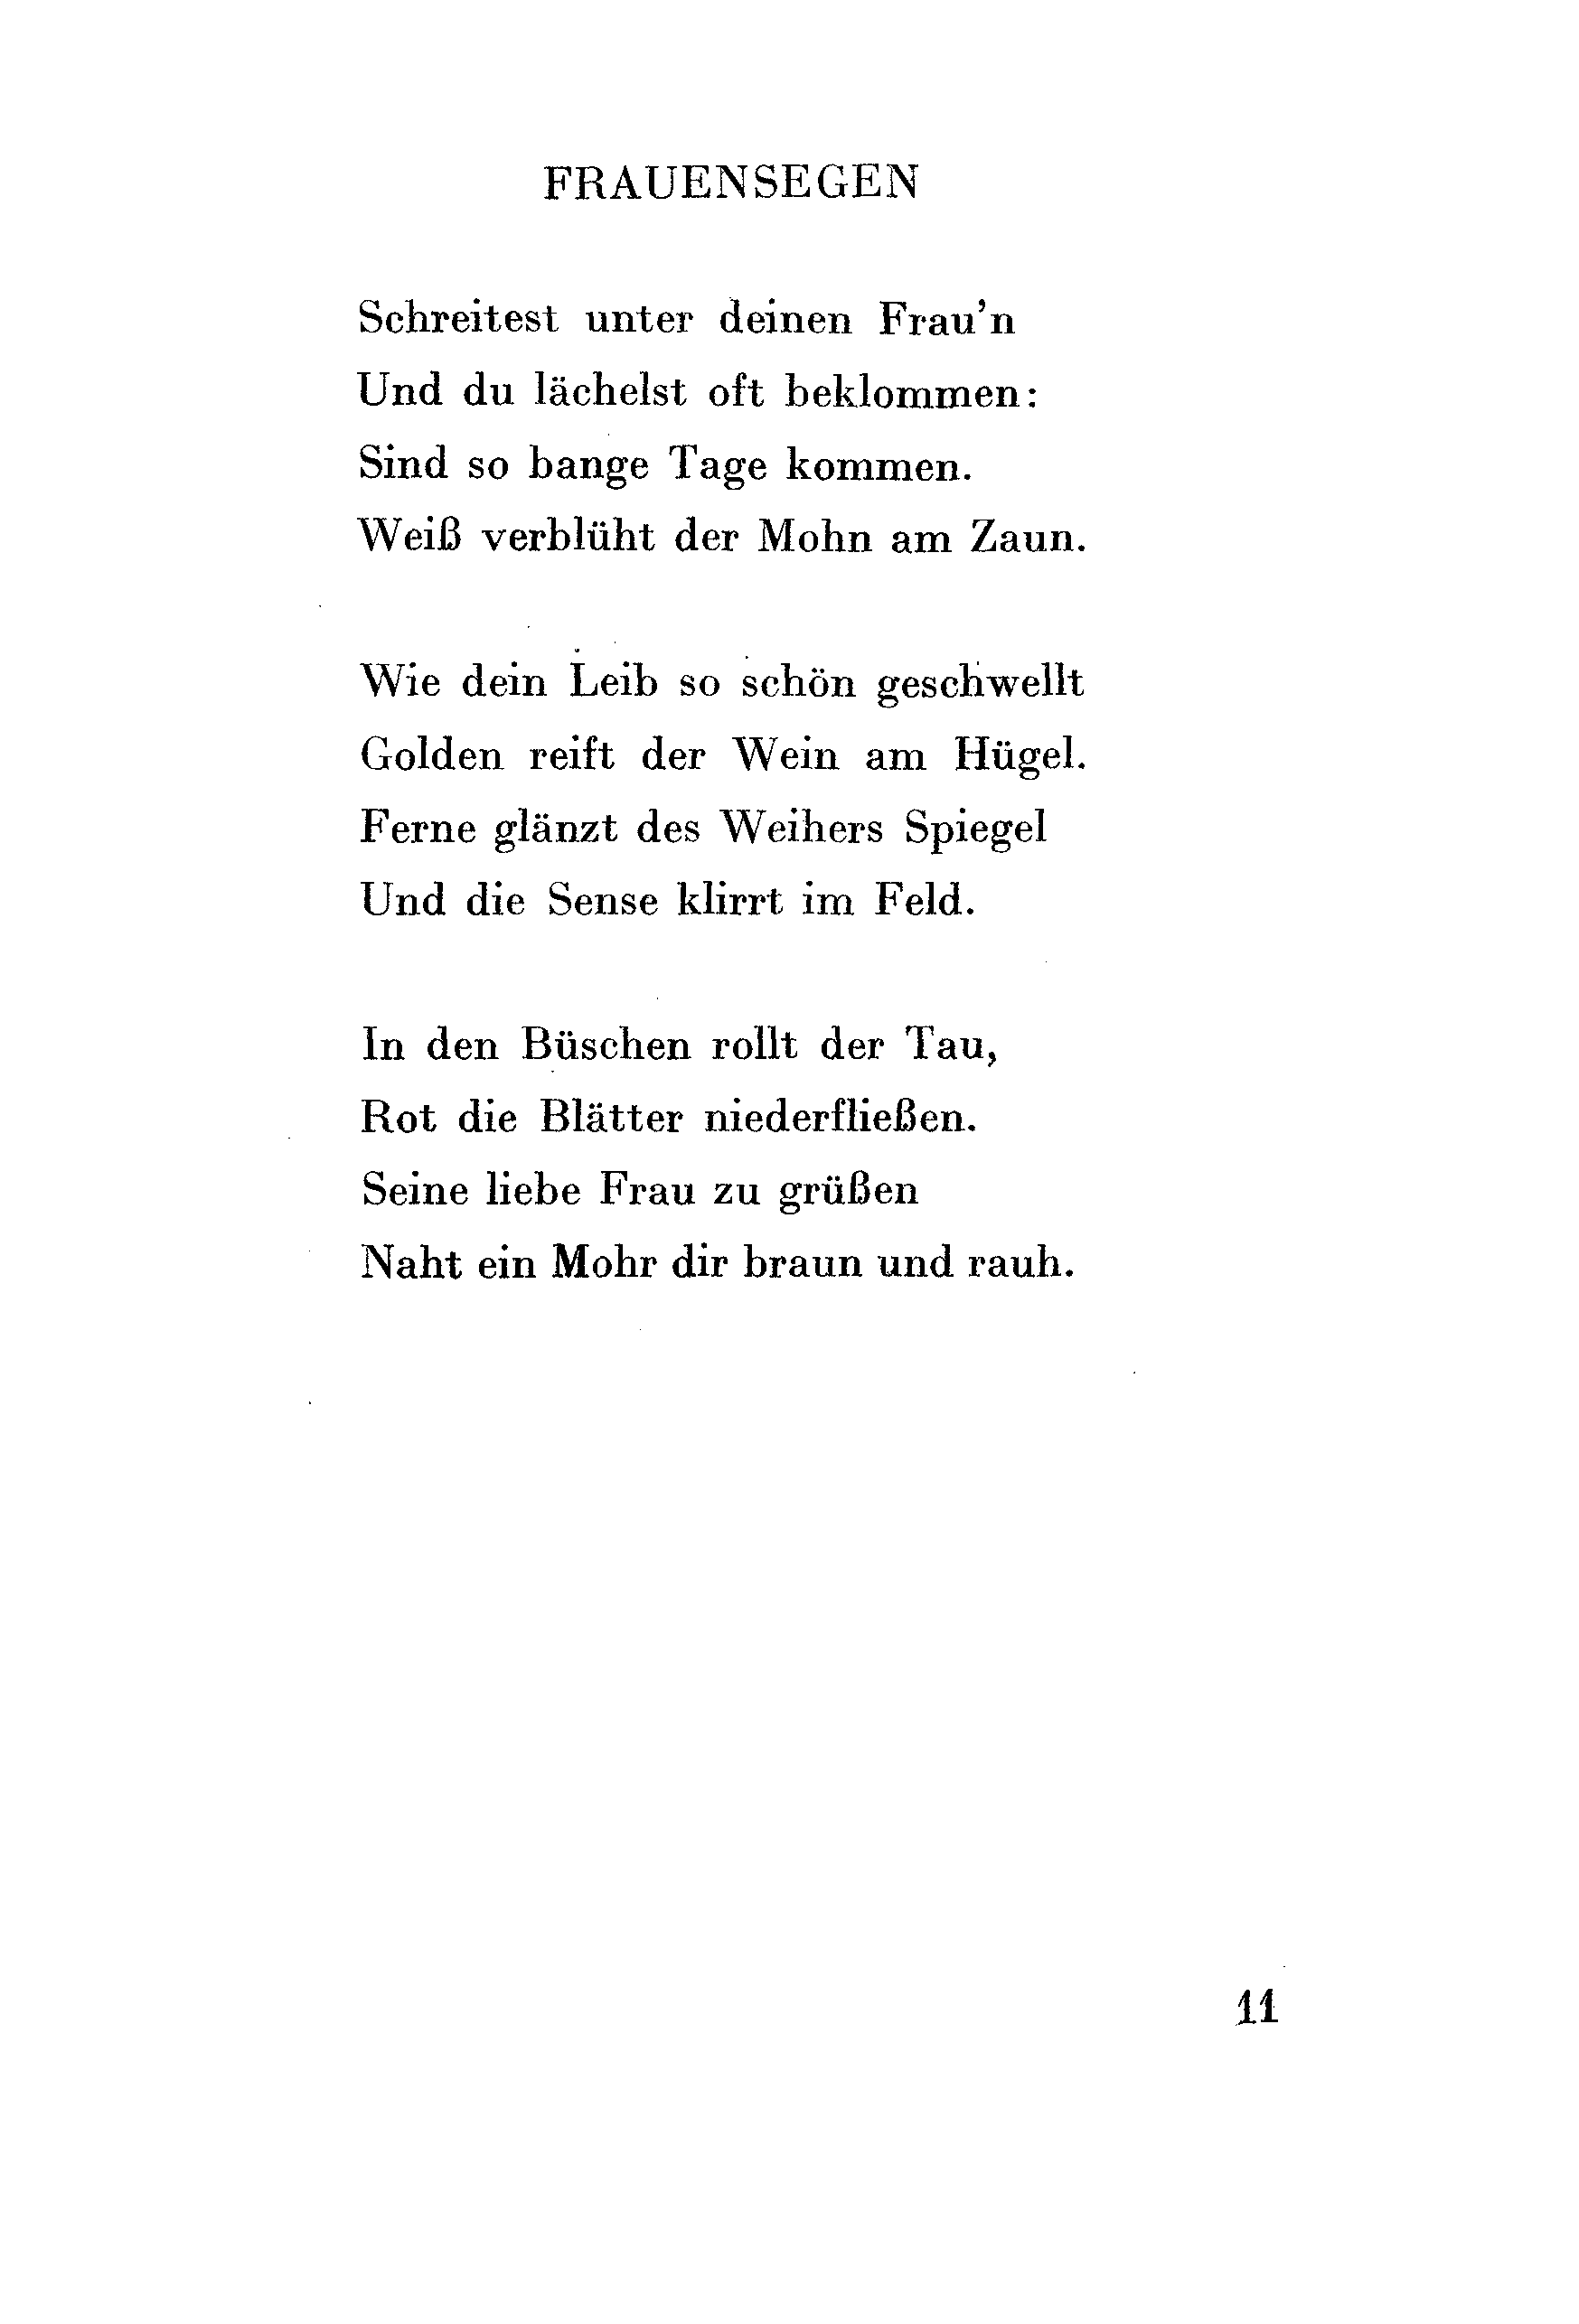 FRAUENSEGEN
Schreitest unter deinen Frau'n
Und du lächelst oft beklommen:
Sind so bange Tage kommen.
Weiß verblüht der Mohn am Zaun.
Wie dein Leib so schön geschwellt
Golden reift der Wein am Hügel.
Ferne glänzt des Weihers Spiegel
Und die Sense klirrt im Feld.
In den Büschen rollt der Tau,
Rot die Blätter niederfließen.
Seine liebe Frau zu grüßen
Naht ein Mohr dir braun und rauh.
11